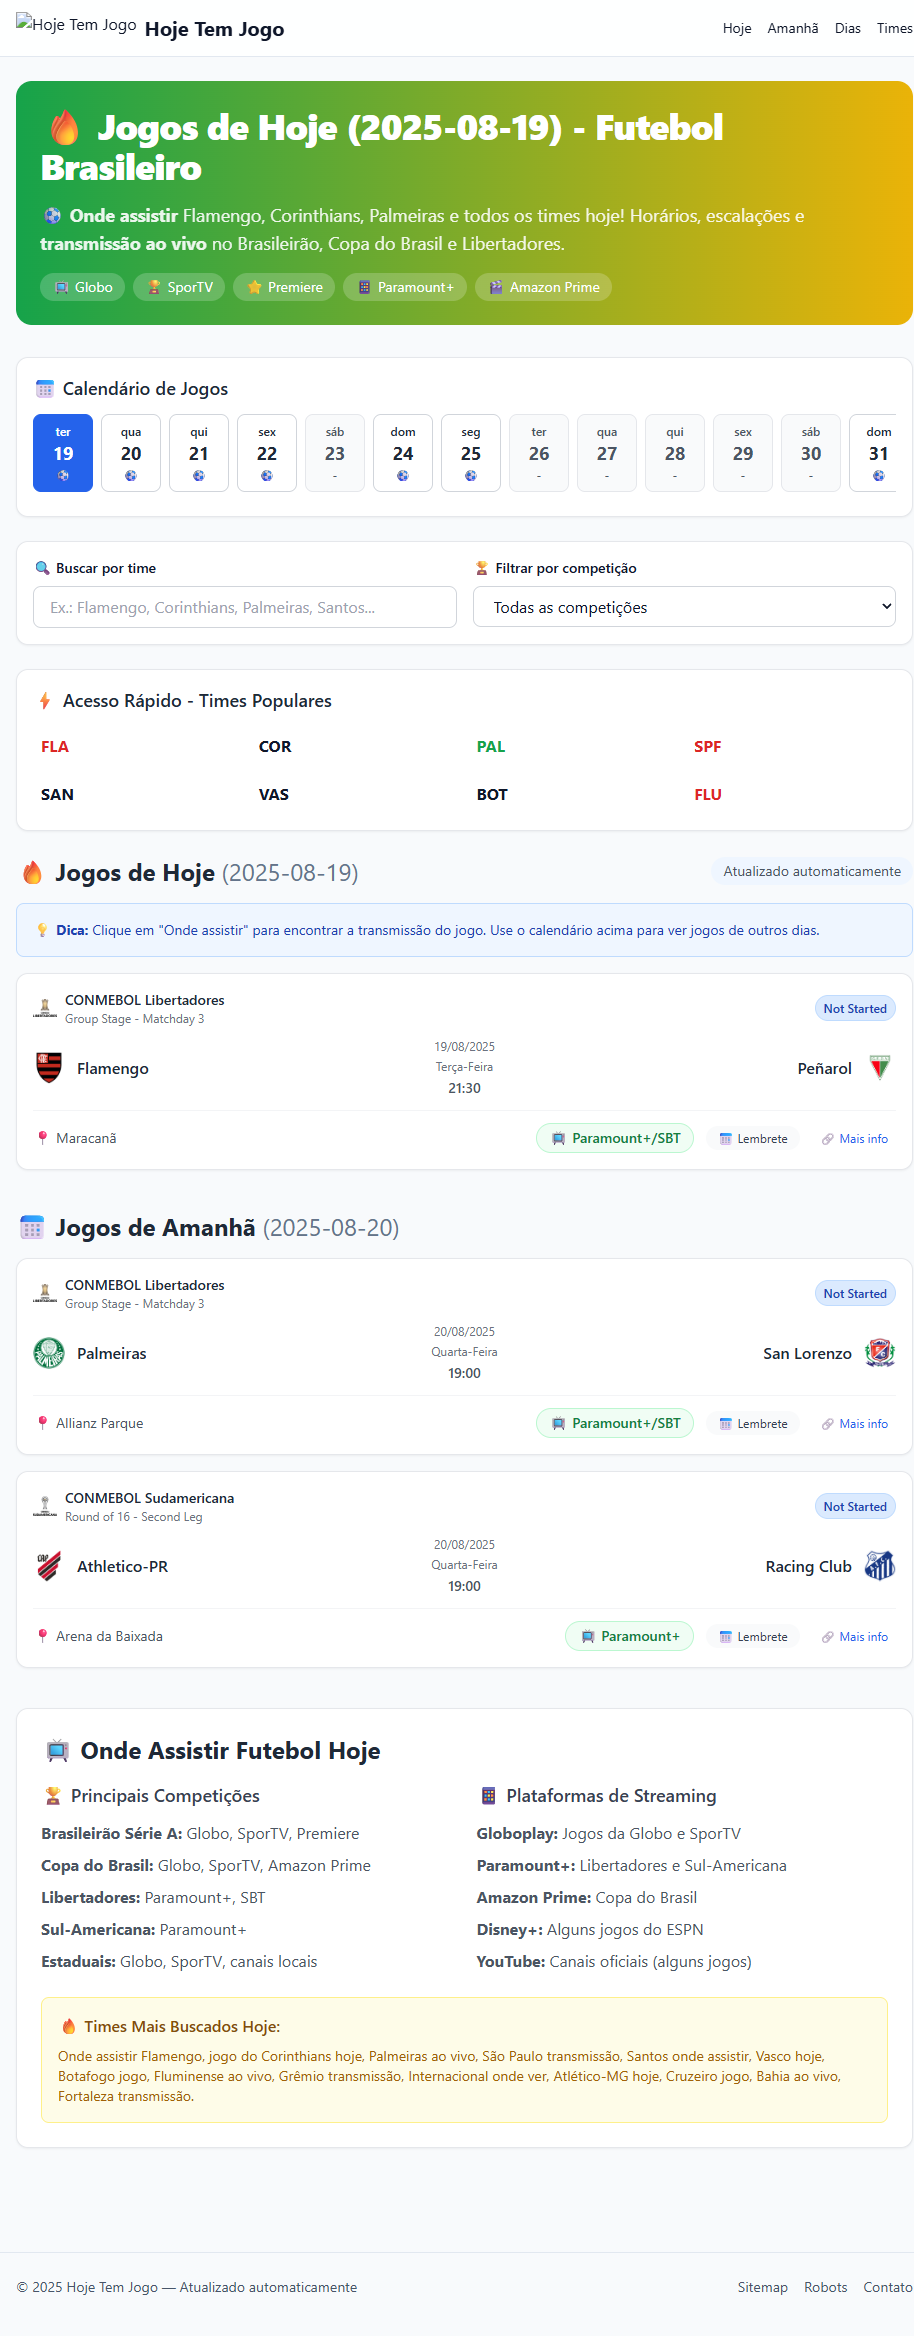 Hoje Tem Jogo Hoje Tem Jogo Hoje Amanhã Dias Times
Jogos de Hoje (2025-08-19) - Futebol
Brasileiro
Onde assistir Flamengo, Corinthians, Palmeiras e todos os times hoje! Horários, escalações e
transmissão ao vivo no Brasileirão, Copa do Brasil e Libertadores.
Globo SporTV Premiere Paramount+ Amazon Prime
Calendário de Jogos
ter qua qui sex sáb dom seg ter qua qui sex sáb dom
19 20 21 22 23 24 25 26 27 28 29 30 31
- - - - - -
Buscar por time Filtrar por competição
Ex.: Flamengo, Corinthians, Palmeiras, Santos... Todas as competições
Acesso Rápido - Times Populares
FLA COR PAL SPF
SAN VAS BOT FLU
Jogos de Hoje (2025-08-19) Atualizado automaticamente
Dica: Clique em "Onde assistir" para encontrar a transmissão do jogo. Use o calendário acima para ver jogos de outros dias.
CONMEBOL Libertadores
Group Stage - Matchday 3
Not Started
19/08/2025
Flamengo Terça-Feira Peñarol
21:30
Maracanã Paramount+/SBT Lembrete Mais info
Jogos de Amanhã (2025-08-20)
CONMEBOL Libertadores
Group Stage - Matchday 3
Not Started
20/08/2025
Palmeiras Quarta-Feira San Lorenzo
19:00
Allianz Parque Paramount+/SBT Lembrete Mais info
CONMEBOL Sudamericana
Round of 16 - Second Leg
Not Started
20/08/2025
Athletico-PR Quarta-Feira Racing Club
19:00
Arena da Baixada Paramount+ Lembrete Mais info
Onde Assistir Futebol Hoje
Principais Competições
Brasileirão Série A: Globo, SporTV, Premiere
Copa do Brasil: Globo, SporTV, Amazon Prime
Libertadores: Paramount+, SBT
Sul-Americana: Paramount+
Estaduais: Globo, SporTV, canais locais
Plataformas de Streaming
Globoplay: Jogos da Globo e SporTV
Paramount+: Libertadores e Sul-Americana
Amazon Prime: Copa do Brasil
Disney+: Alguns jogos do ESPN
YouTube: Canais oficiais (alguns jogos)
Times Mais Buscados Hoje:
Onde assistir Flamengo, jogo do Corinthians hoje, Palmeiras ao vivo, São Paulo transmissão, Santos onde assistir, Vasco hoje,
Botafogo jogo, Fluminense ao vivo, Grêmio transmissão, Internacional onde ver, Atlético-MG hoje, Cruzeiro jogo, Bahia ao vivo,
Fortaleza transmissão.
© 2025 Hoje Tem Jogo — Atualizado automaticamente Sitemap Robots Contato